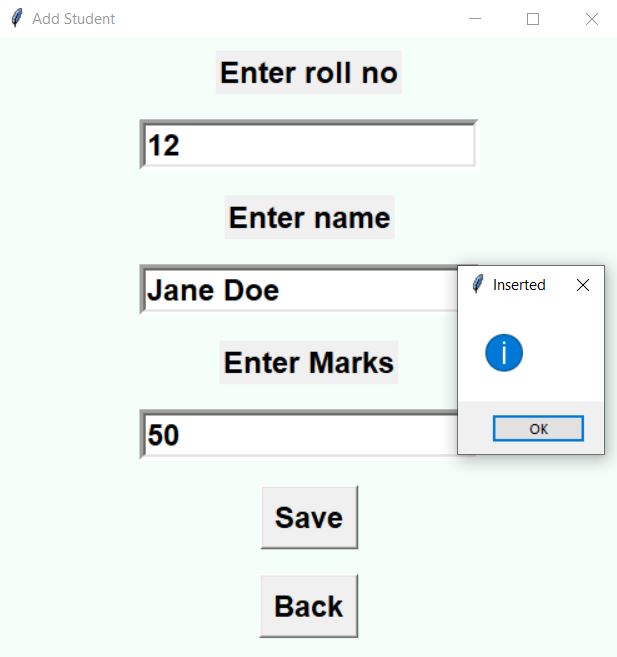 Add Student
Enter roll no
12
Enter name
Jane Doe
Inserted
Enter Marks
50
OK
Save
Back